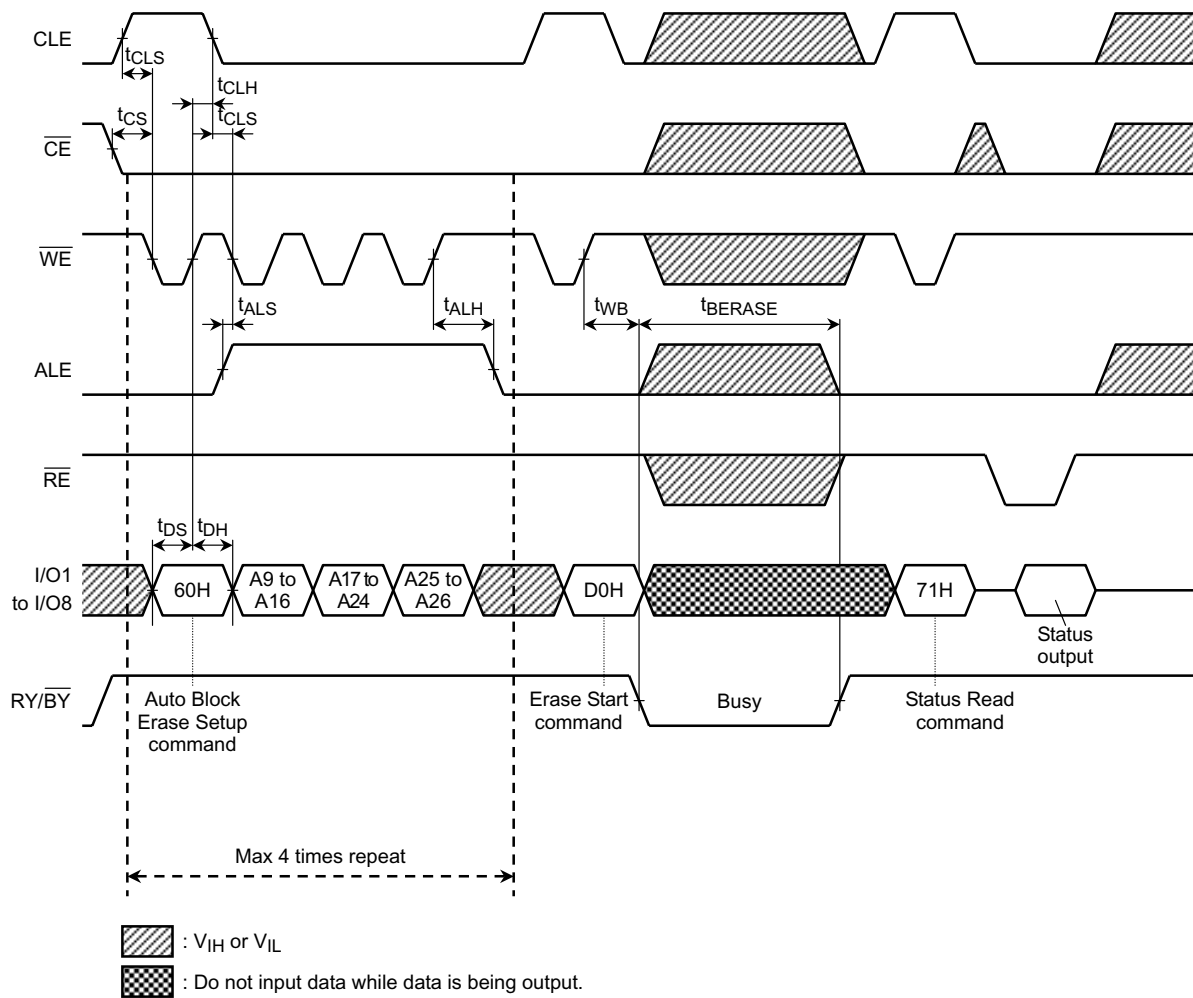 CLE
tCLS
tCLH
tCS
tCLS
CE
WE
tALS
tALH
tWB
tBERASE
ALE
RE
tDS
tDH
I/O1
to I/O8
60H
A9 to
A16
A17 to
A24
A25 to
A26
D0H
71H
Status
output
RY/BY
Auto Block
Erase Setup
command
Erase Start
command
Busy
Status Read
command
Max 4 times repeat
: VIH or VIL
: Do not input data while data is being output.